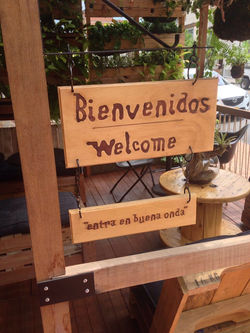 Bienvenidos
Welcome
"entra en buena onda"